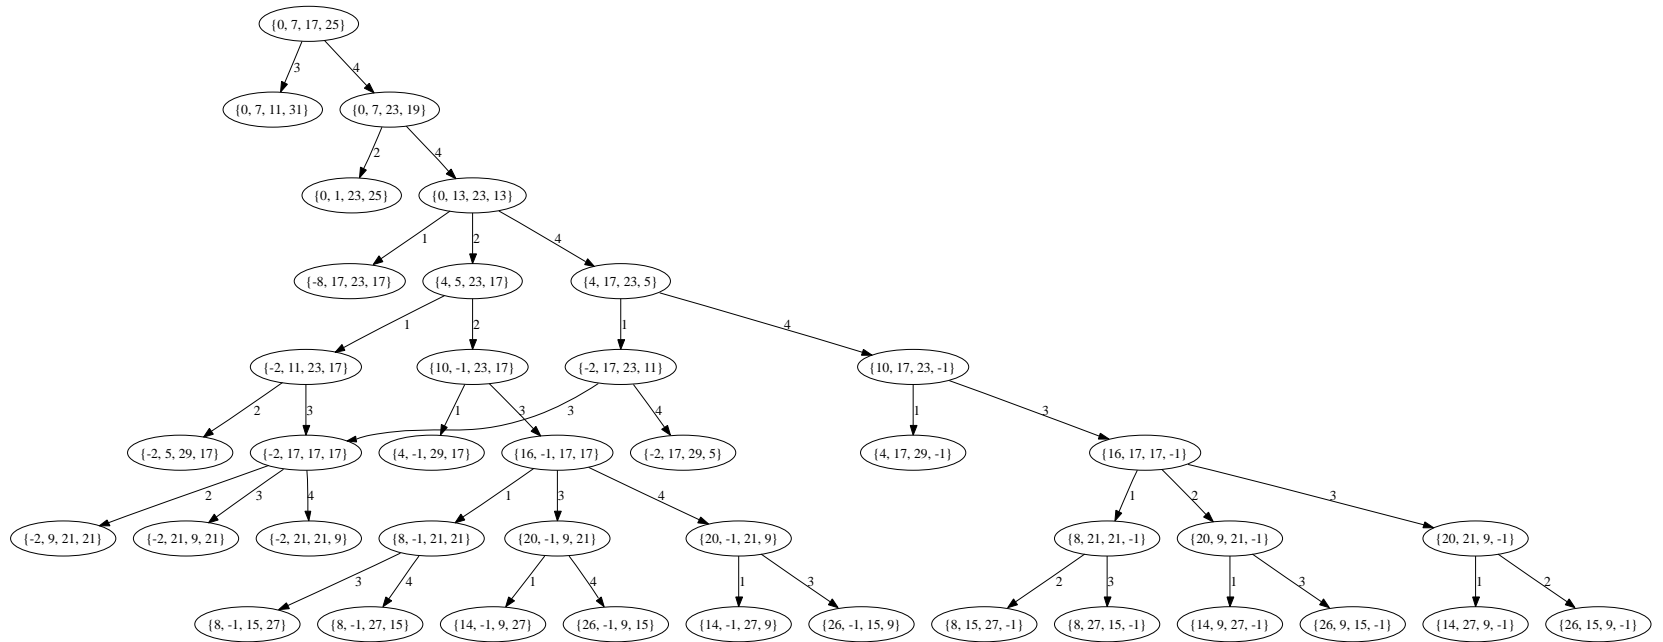 {0, 7, 17, 25}
3 4
{0, 7, 11, 31} {0, 7, 23, 19}
2 4
{0, 1, 23, 25} {0, 13, 23, 13}
1 2 4
{-8, 17, 23, 17} {4, 5, 23, 17} {4, 17, 23, 5}
1 2 1 4
{-2, 11, 23, 17} {10, -1, 23, 17} {-2, 17, 23, 11} {10, 17, 23, -1}
2 3 1 3 3 4 1 3
{-2, 5, 29, 17} {-2, 17, 17, 17} {4, -1, 29, 17} {16, -1, 17, 17} {-2, 17, 29, 5} {4, 17, 29, -1} {16, 17, 17, -1}
2 3 4 1 3 4 1 2 3
{-2, 9, 21, 21} {-2, 21, 9, 21} {-2, 21, 21, 9} {8, -1, 21, 21} {20, -1, 9, 21} {20, -1, 21, 9} {8, 21, 21, -1} {20, 9, 21, -1} {20, 21, 9, -1}
3 4 1 4 1 3 2 3 1 3 1 2
{8, -1, 15, 27} {8, -1, 27, 15} {14, -1, 9, 27} {26, -1, 9, 15} {14, -1, 27, 9} {26, -1, 15, 9} {8, 15, 27, -1} {8, 27, 15, -1} {14, 9, 27, -1} {26, 9, 15, -1} {14, 27, 9, -1} {26, 15, 9, -1}